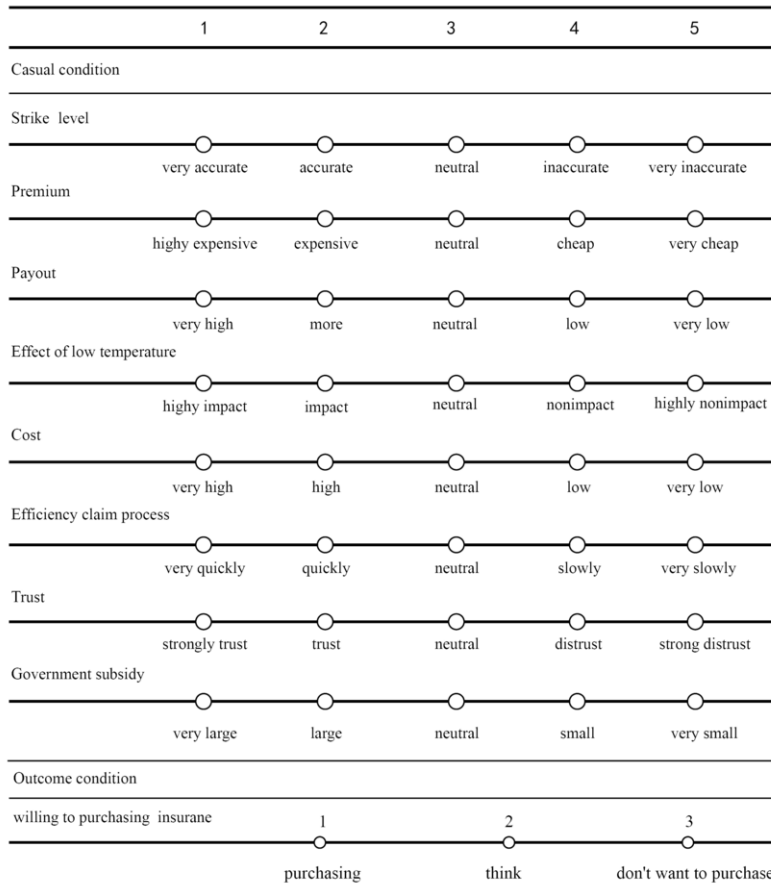 1 2 3 4 5
Casual condition
Strike level
very accurate accurate neutral inaccurate very inaccurate
Premium
highy expensive expensive neutral cheap very cheap
Payout
very high more neutral low very low
Effect of low temperature
highy impact impact neutral nonimpact highly nonimpact
Cost
very high high neutral low very low
Efficiency claim process
very quickly quickly neutral slowly very slowly
Trust
strongly trust trust neutral distrust strong distrust
Government subsidy
very large large neutral small very small
Outcome condition
willing to purchasing insurane 1 2 3
purchasing think don't want to purchase